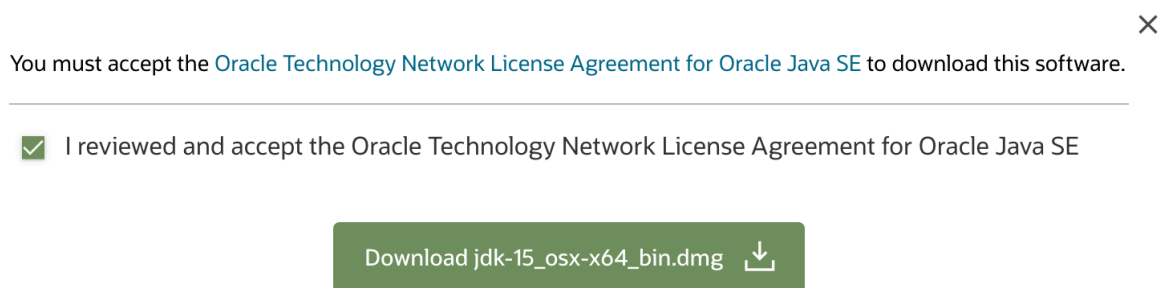 You must accept the Oracle Technology Network License Agreement for Oracle Java SE to download this software.
I reviewed and accept the Oracle Technology Network License Agreement for Oracle Java SE
Download jdk-15_osx-x64_bin.dmg